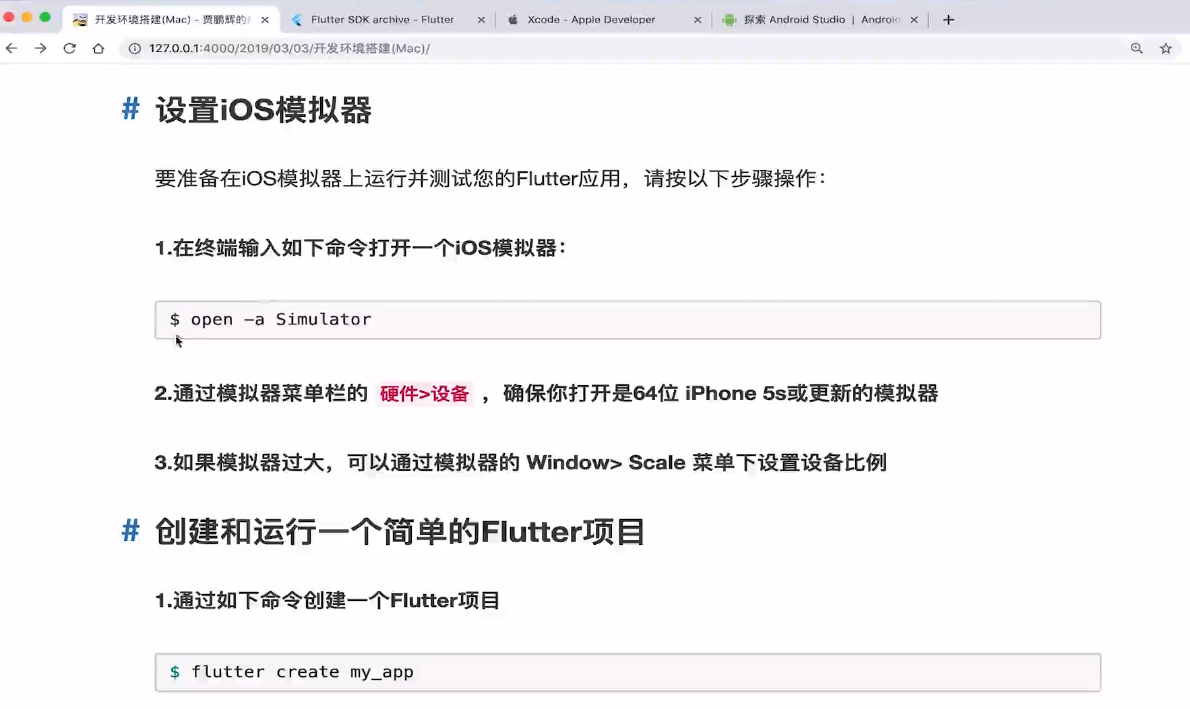 开发环境搭建(Mac) - 贾鹏辉的
Flutter SDK archive - Flutter
Xcode - Apple Developer
探索 Android Studio | Androi
127.0.0.1:4000/2019/03/03/开发环境搭建(Mac)/
# 设置iOS模拟器
要准备在iOS模拟器上运行并测试您的Flutter应用，请按以下步骤操作：
1.在终端输入如下命令打开一个iOS模拟器：
$ open -a Simulator
2.通过模拟器菜单栏的 硬件>设备 ，确保你打开是64位 iPhone 5s或更新的模拟器
3.如果模拟器过大，可以通过模拟器的 Window> Scale 菜单下设置设备比例
# 创建和运行一个简单的Flutter项目
1.通过如下命令创建一个Flutter项目
$ flutter create my_app